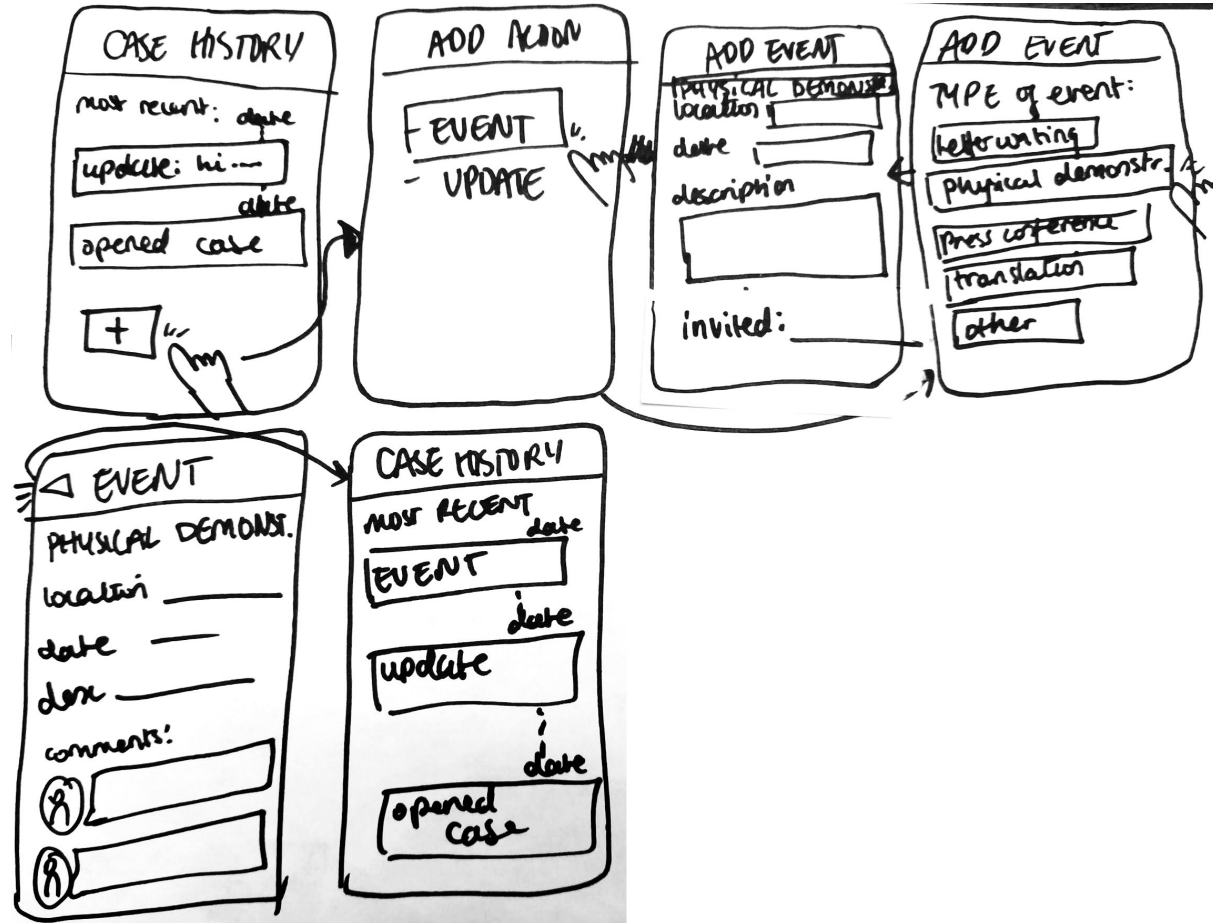 CASE HISTORY
most recent:
date
update: hi
date
opened case
+
ADD ACTION
- EVENT
- UPDATE
ADD EVENT
PHYSICAL DEMONST.
location
date
description
invited:
ADD EVENT
TYPE of event:
letterwriting
physical demonstr.
press conference
translation
other
EVENT
PHYSICAL DEMONST.
location
date
desc
comments:
CASE HISTORY
MOST RECENT
date
EVENT
date
update
date
opened
case